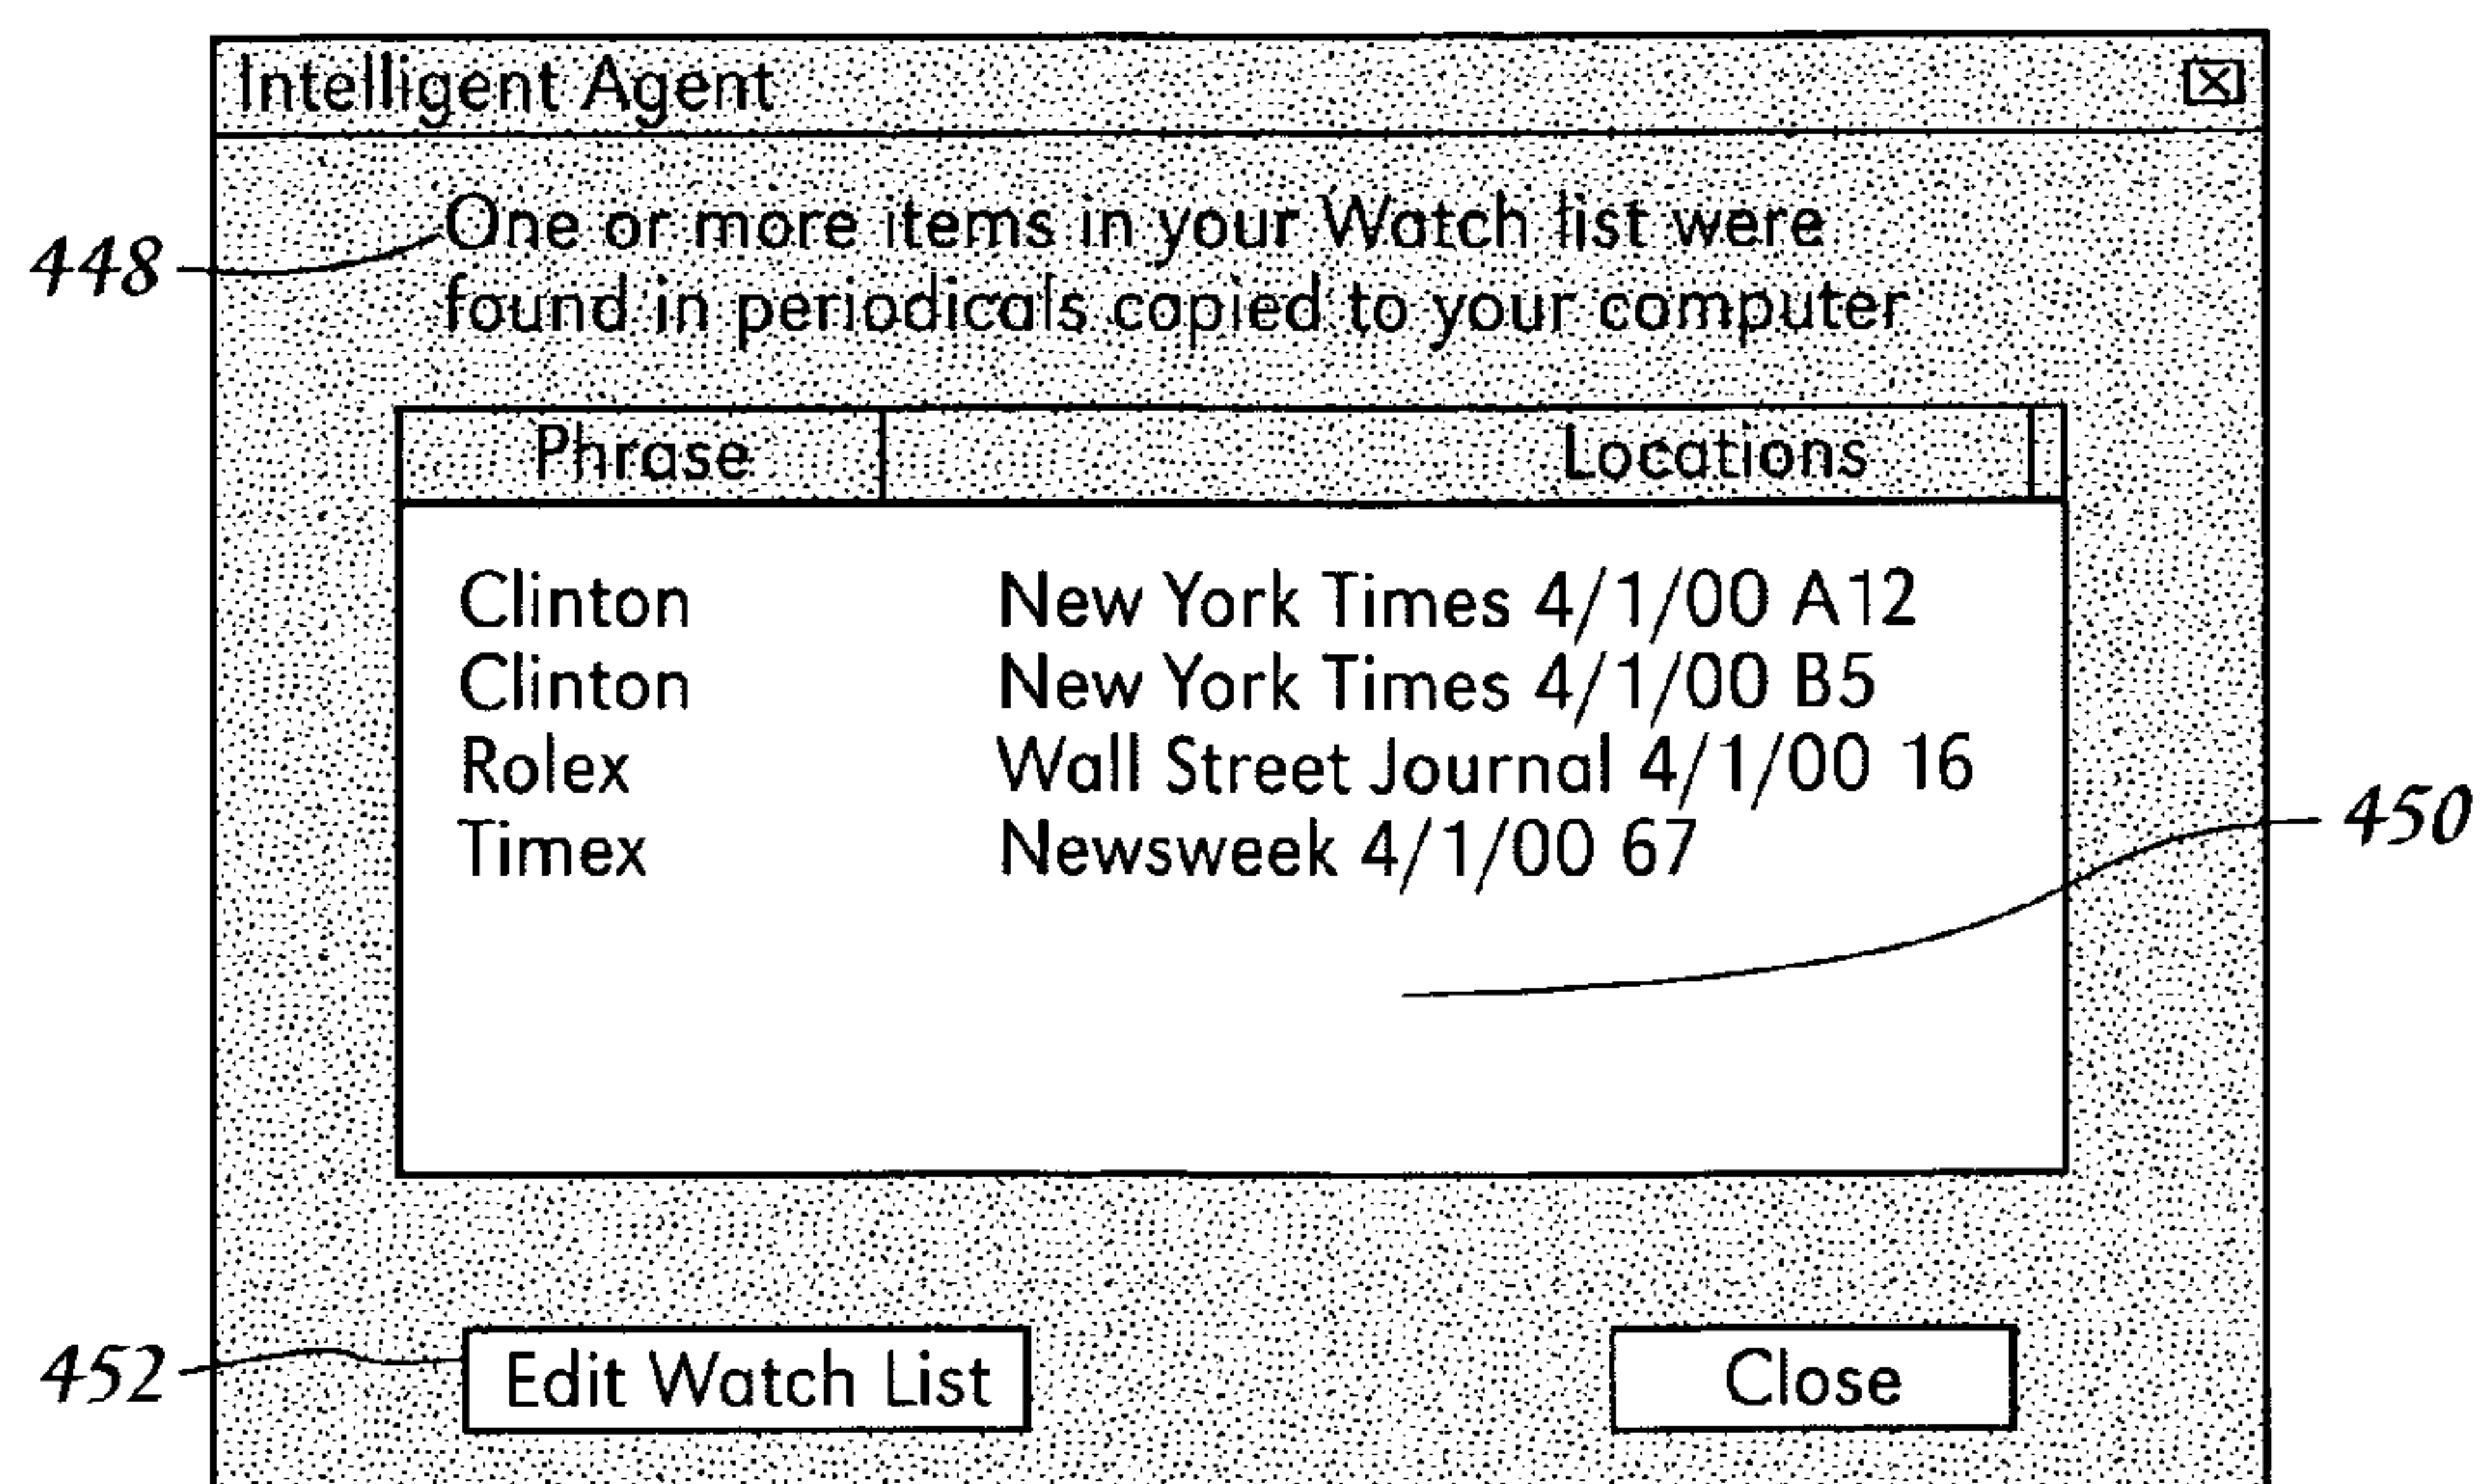 Intelligent Agent
448
One or more items in your Watch list were
found in periodicals copied to your computer
Phrase Locations
Clinton New York Times 4/1/00 A12
Clinton New York Times 4/1/00 B5
Rolex Wall Street Journal 4/1/00 16
Timex Newsweek 4/1/00 67
450
452
Edit Watch List Close